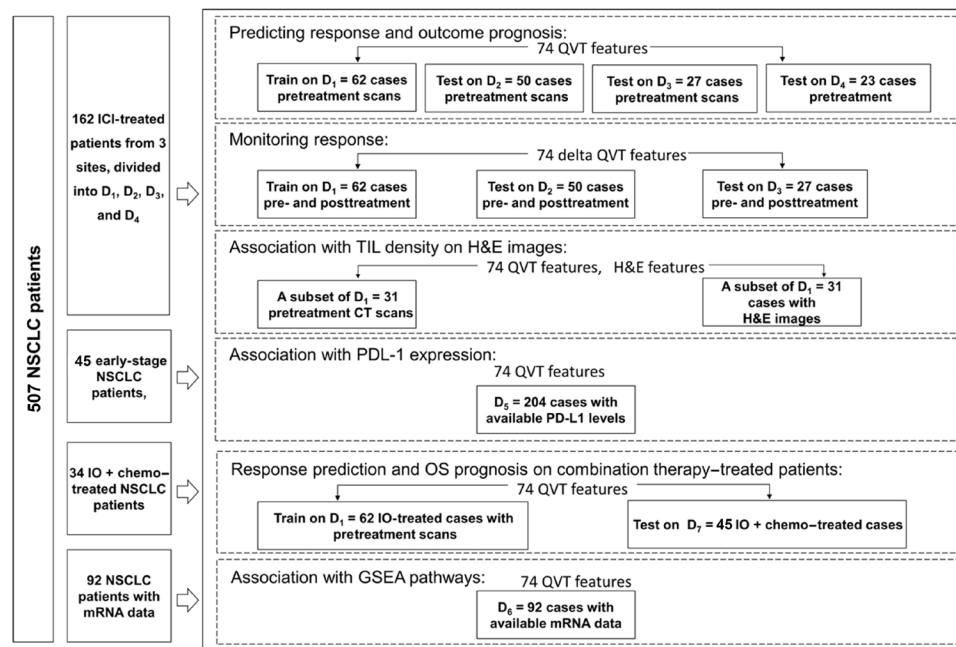 507 NSCLC patients
162 ICI-treated
patients from 3
sites, divided
into D₁, D₂, D₃,
and D₄
Predicting response and outcome prognosis:
74 QVT features
Train on D₁ = 62 cases
pretreatment scans
Test on D₂ = 50 cases
pretreatment scans
Test on D₃ = 27 cases
pretreatment scans
Test on D₄ = 23 cases
pretreatment
Monitoring response:
74 delta QVT features
Train on D₁ = 62 cases
pre- and posttreatment
Test on D₂ = 50 cases
pre- and posttreatment
Test on D₃ = 27 cases
pre- and posttreatment
Association with TIL density on H&E images:
74 QVT features, H&E features
A subset of D₁ = 31
pretreatment CT scans
A subset of D₁ = 31
cases with
H&E images
45 early-stage
NSCLC
patients,
Association with PDL-1 expression:
74 QVT features
D₅ = 204 cases with
available PD-L1 levels
34 IO + chemo–
treated NSCLC
patients
Response prediction and OS prognosis on combination therapy–treated patients:
74 QVT features
Train on D₁ = 62 IO-treated cases with
pretreatment scans
Test on D₇ = 45 IO + chemo–treated cases
92 NSCLC
patients with
mRNA data
Association with GSEA pathways:
74 QVT features
D₆ = 92 cases with
available mRNA data